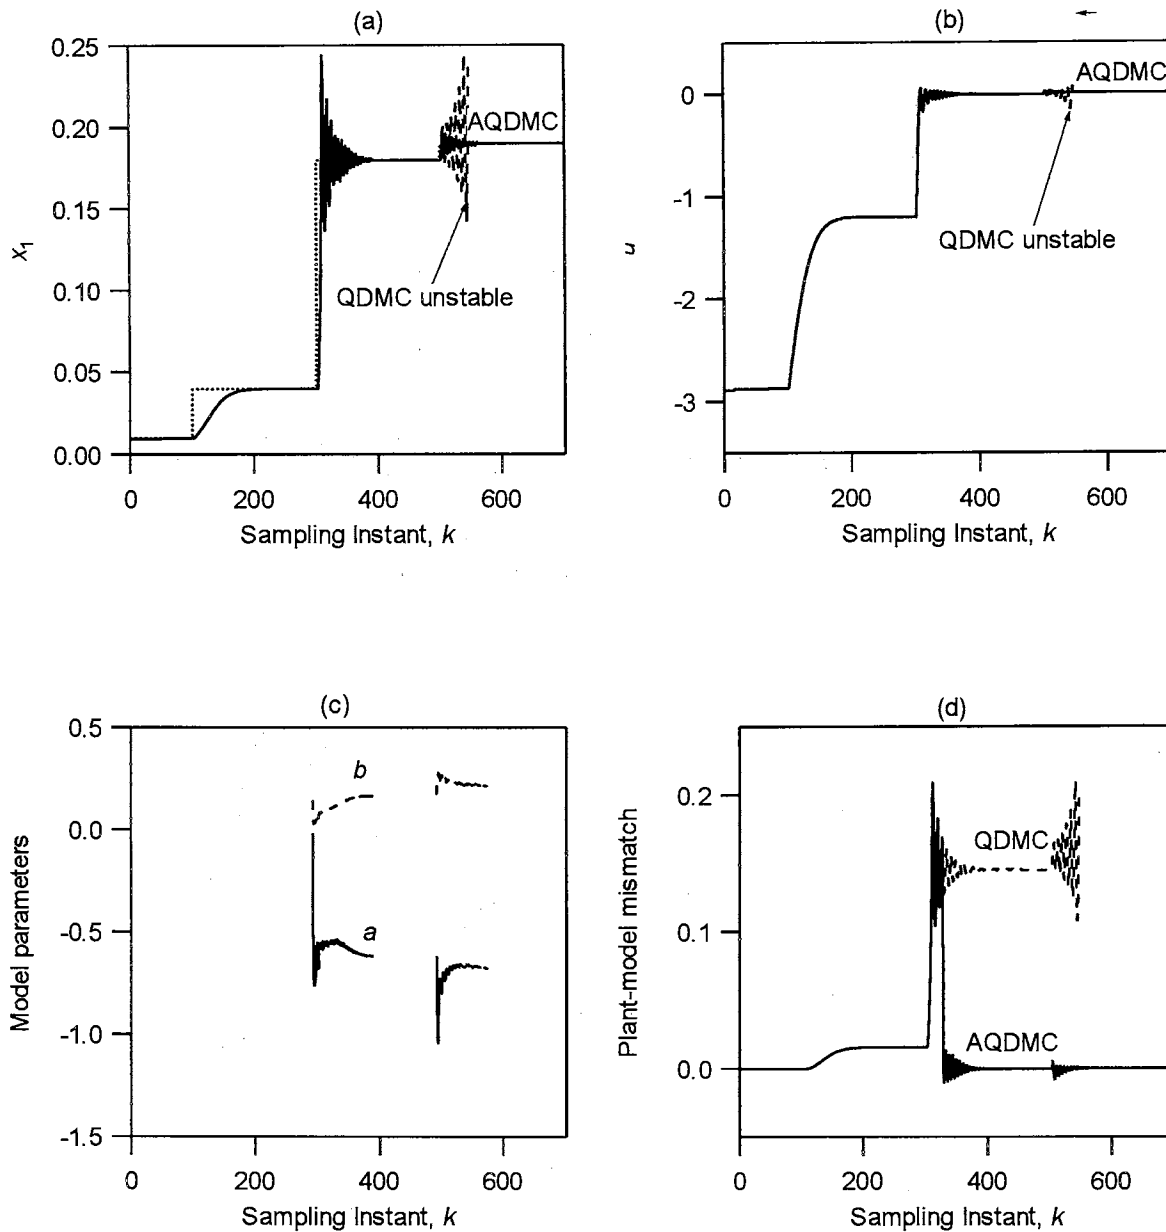 (a)
0.25
0.20
0.15
0.10
0.05
0.00
x1
AQDMC
QDMC unstable
0
200
400
600
Sampling Instant, k
(b)
0
-1
-2
-3
u
AQDMC
QDMC unstable
0
200
400
600
Sampling Instant, k
(c)
0.5
0.0
-0.5
-1.0
-1.5
Model parameters
b
a
0
200
400
600
Sampling Instant, k
(d)
0.2
0.1
0.0
Plant-model mismatch
QDMC
AQDMC
0
200
400
600
Sampling Instant, k